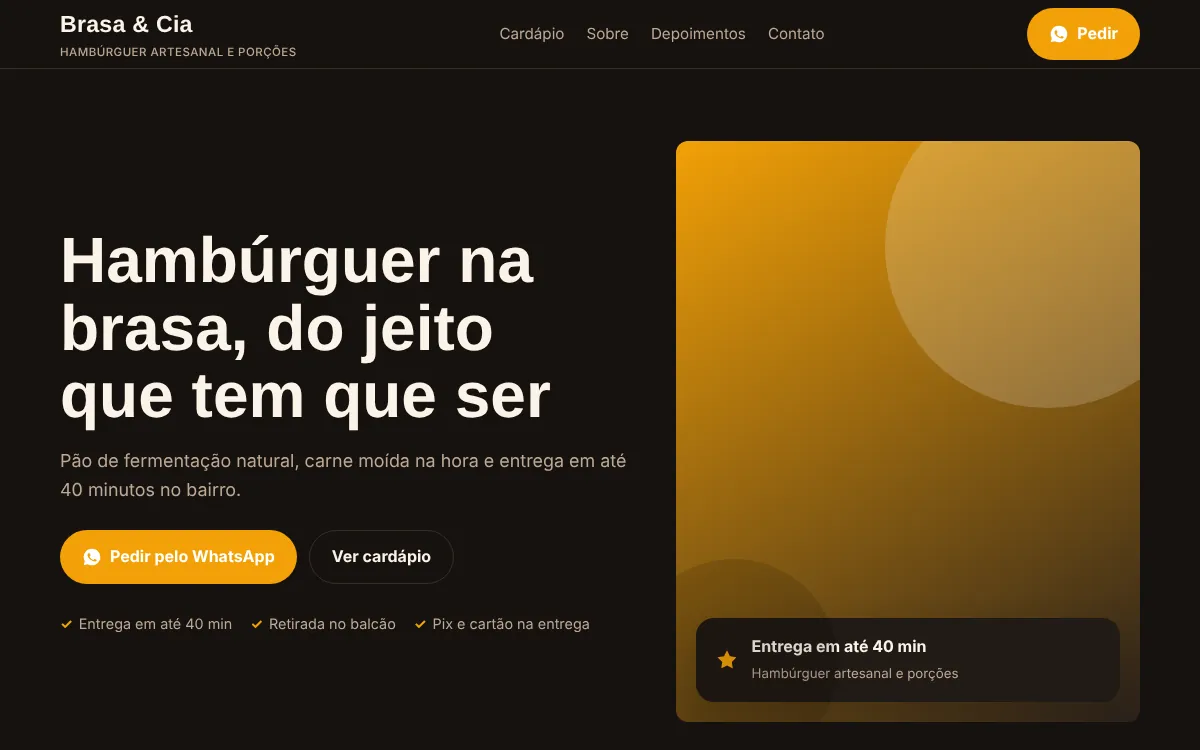 Brasa & Cia
HAMBÚRGUER ARTESANAL E PORÇÕES
Cardápio Sobre Depoimentos Contato
Pedir
Hambúrguer na
brasa, do jeito
que tem que ser
Pão de fermentação natural, carne moída na hora e entrega em até
40 minutos no bairro.
Pedir pelo WhatsApp
Ver cardápio
Entrega em até 40 min Retirada no balcão Pix e cartão na entrega
Entrega em até 40 min
Hambúrguer artesanal e porções